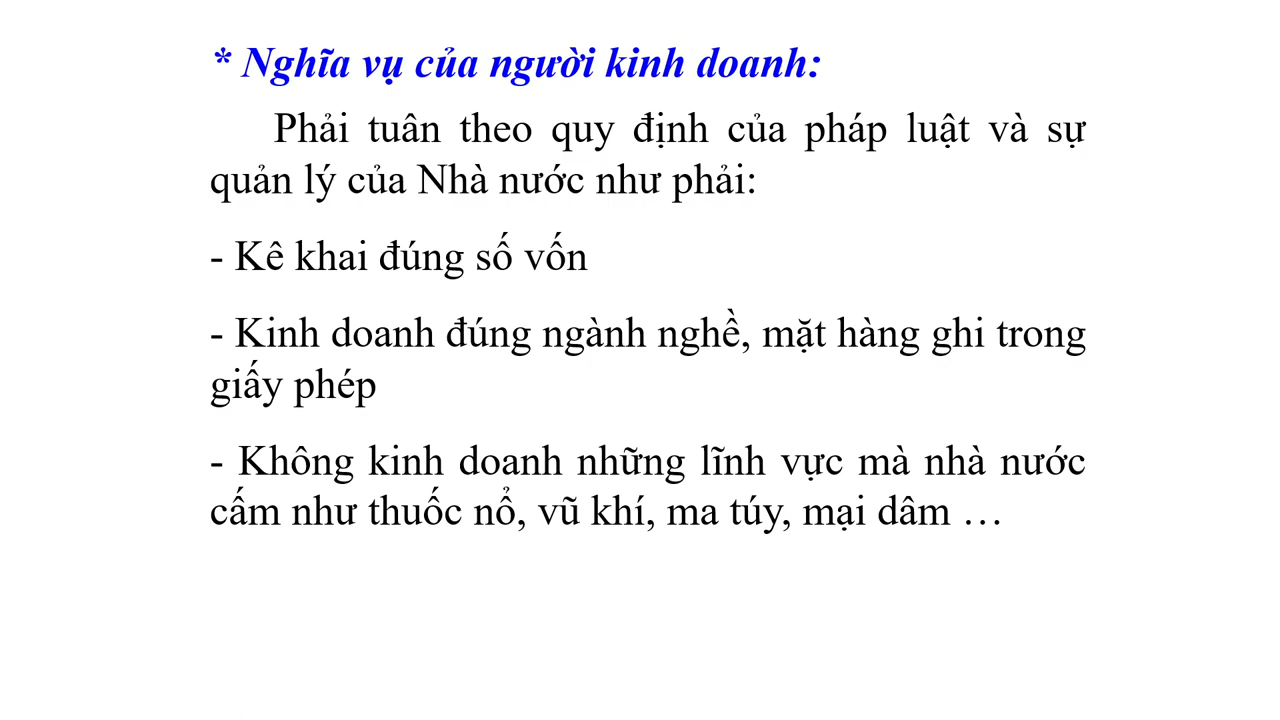 * Nghĩa vụ của người kinh doanh:
Phải tuân theo quy định của pháp luật và sự
quản lý của Nhà nước như phải:
- Kê khai đúng số vốn
- Kinh doanh đúng ngành nghề, mặt hàng ghi trong
giấy phép
- Không kinh doanh những lĩnh vực mà nhà nước
cấm như thuốc nổ, vũ khí, ma túy, mại dâm …